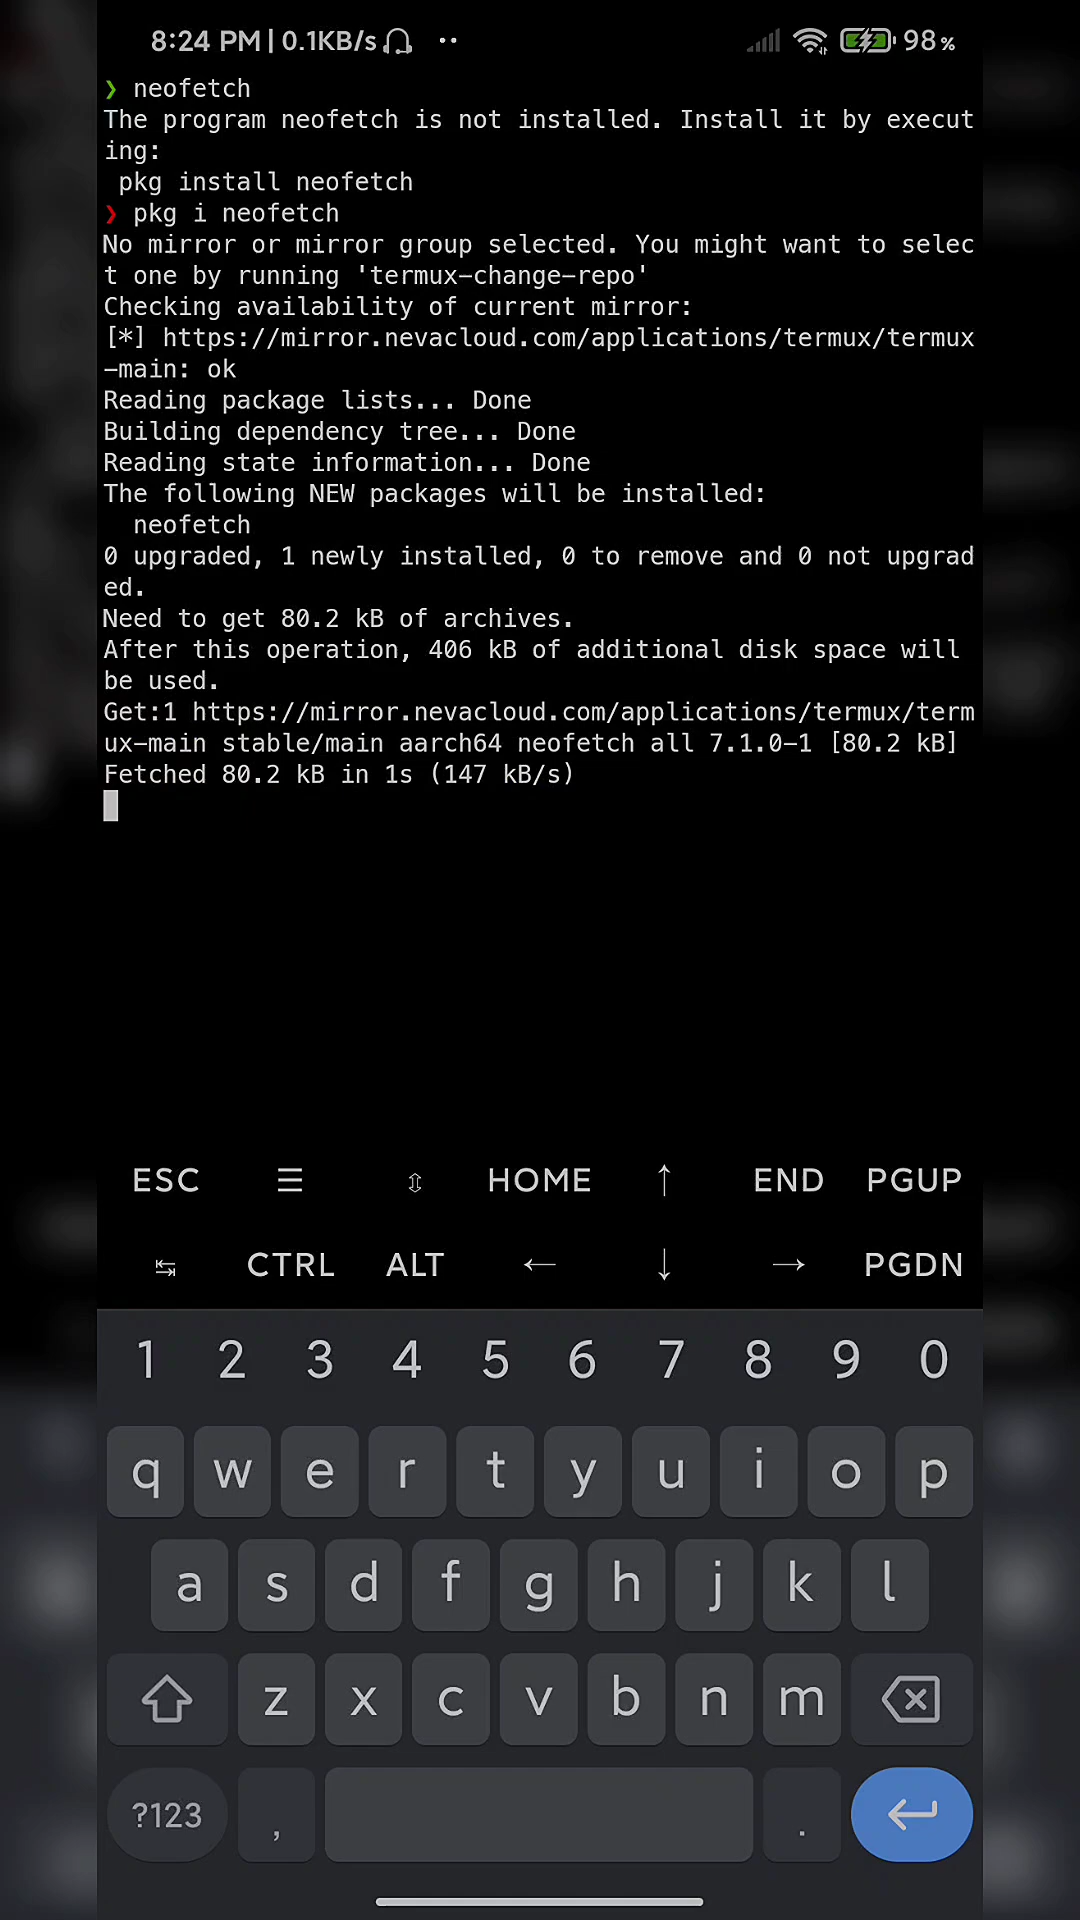 8:24 PM | 0.1KB/s 98%
❯ neofetch
The program neofetch is not installed. Install it by execut
ing:
pkg install neofetch
❯ pkg i neofetch
No mirror or mirror group selected. You might want to selec
t one by running 'termux-change-repo'
Checking availability of current mirror:
[*] https://mirror.nevacloud.com/applications/termux/termux
-main: ok
Reading package lists... Done
Building dependency tree... Done
Reading state information... Done
The following NEW packages will be installed:
neofetch
0 upgraded, 1 newly installed, 0 to remove and 0 not upgrad
ed.
Need to get 80.2 kB of archives.
After this operation, 406 kB of additional disk space will
be used.
Get:1 https://mirror.nevacloud.com/applications/termux/term
ux-main stable/main aarch64 neofetch all 7.1.0-1 [80.2 kB]
Fetched 80.2 kB in 1s (147 kB/s)
ESC ☰ ⇳ HOME ↑ END PGUP
↹ CTRL ALT ← ↓ → PGDN
1 2 3 4 5 6 7 8 9 0
q w e r t y u i o p
a s d f g h j k l
z x c v b n m
?123 , .